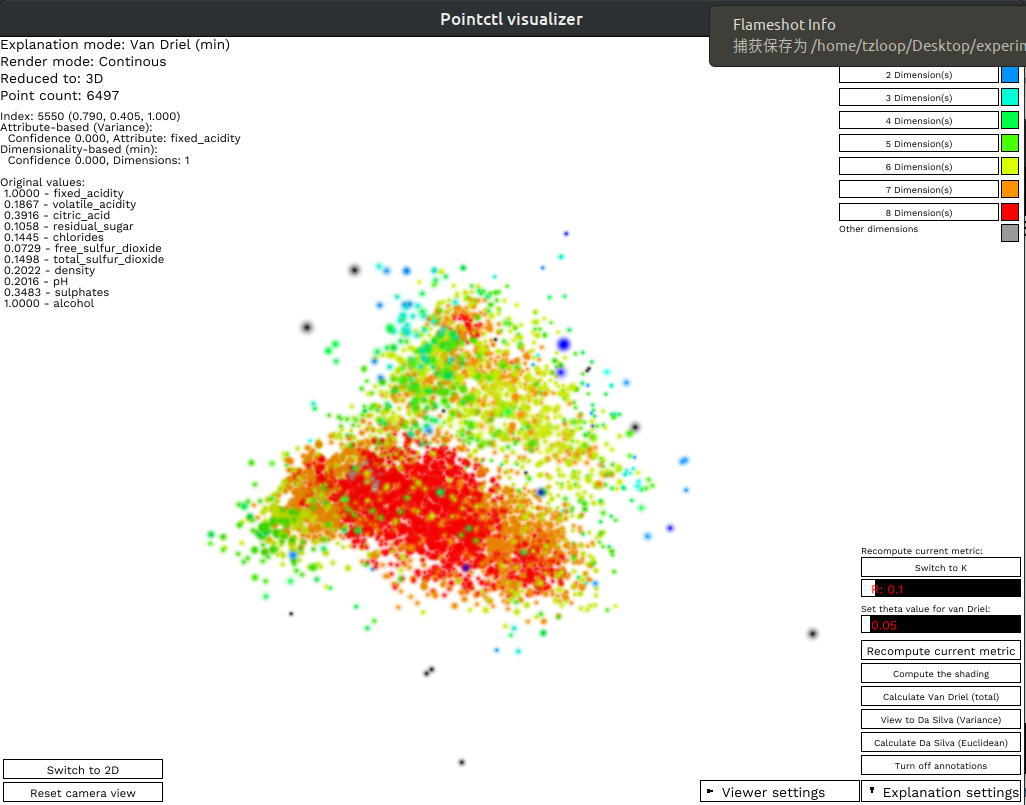 Pointctl visualizer
Flameshot Info
捕获保存为 /home/tzloop/Desktop/experim
Explanation mode: Van Driel (min)
Render mode: Continous
Reduced to: 3D
Point count: 6497
Index: 5550 (0.790, 0.405, 1.000)
Attribute-based (Variance):
Confidence 0.000, Attribute: fixed_acidity
Dimensionality-based (min):
Confidence 0.000, Dimensions: 1
Original values:
1.0000 - fixed_acidity
0.1867 - volatile_acidity
0.3916 - citric_acid
0.1058 - residual_sugar
0.1445 - chlorides
0.0729 - free_sulfur_dioxide
0.1498 - total_sulfur_dioxide
0.2022 - density
0.2016 - pH
0.3483 - sulphates
1.0000 - alcohol
2 Dimension(s)
3 Dimension(s)
4 Dimension(s)
5 Dimension(s)
6 Dimension(s)
7 Dimension(s)
8 Dimension(s)
Other dimensions
Recompute current metric:
Switch to K
R: 0.1
Set theta value for van Driel:
0.05
Recompute current metric
Compute the shading
Calculate Van Driel (total)
View to Da Silva (Variance)
Calculate Da Silva (Euclidean)
Turn off annotations
Switch to 2D
Reset camera view
Viewer settings
Explanation settings